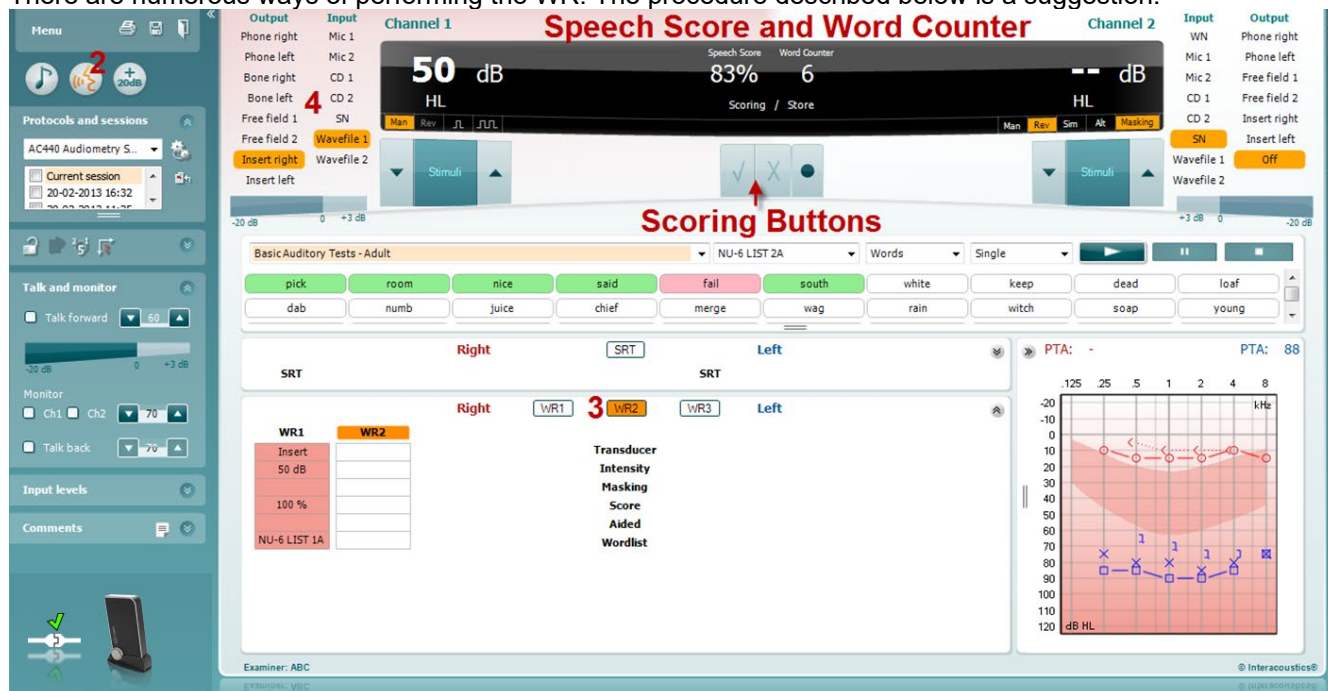 There are numerous ways of performing the WR. The procedure described below is a suggestion.
Menu
2
+
20dB
Protocols and sessions
AC440 Audiometry S...
Current session
20-02-2013 16:32
Talk and monitor
Talk forward 60
-20 dB 0 +3 dB
Monitor
Ch1 Ch2 70
Talk back 70
Input levels
Comments
Output Input
Phone right Mic 1
Phone left Mic 2
Bone right CD 1
Bone left 4 CD 2
Free field 1 SN
Free field 2 Wavefile 1
Insert right Wavefile 2
Insert left
-20 dB 0 +3 dB
Channel 1 Speech Score and Word Counter Channel 2
Speech Score Word Counter
50 dB 83% 6 -- dB
HL Scoring / Store HL
Man Rev Man Rev Sim Alt Masking
Stimuli Stimuli
Scoring Buttons
Input Output
WN Phone right
Mic 1 Phone left
Mic 2 Free field 1
CD 1 Free field 2
CD 2 Insert right
SN Insert left
Wavefile 1 Off
Wavefile 2
+3 dB 0 -20 dB
Basic Auditory Tests - Adult NU-6 LIST 2A Words Single
pick room nice said fail south white keep dead loaf
dab numb juice chief merge wag rain witch soap young
Right SRT Left
SRT SRT
Right WR1 3 WR2 WR3 Left
WR1 WR2
Insert Transducer
50 dB Intensity
Masking
100 % Score
Aided
NU-6 LIST 1A Wordlist
PTA: - PTA: 88
.125 .25 .5 1 2 4 8
kHz
-20
-10
0
10
20
30
40
50
60
70
80
90
100
110
120 dB HL
Examiner: ABC © Interacoustics®